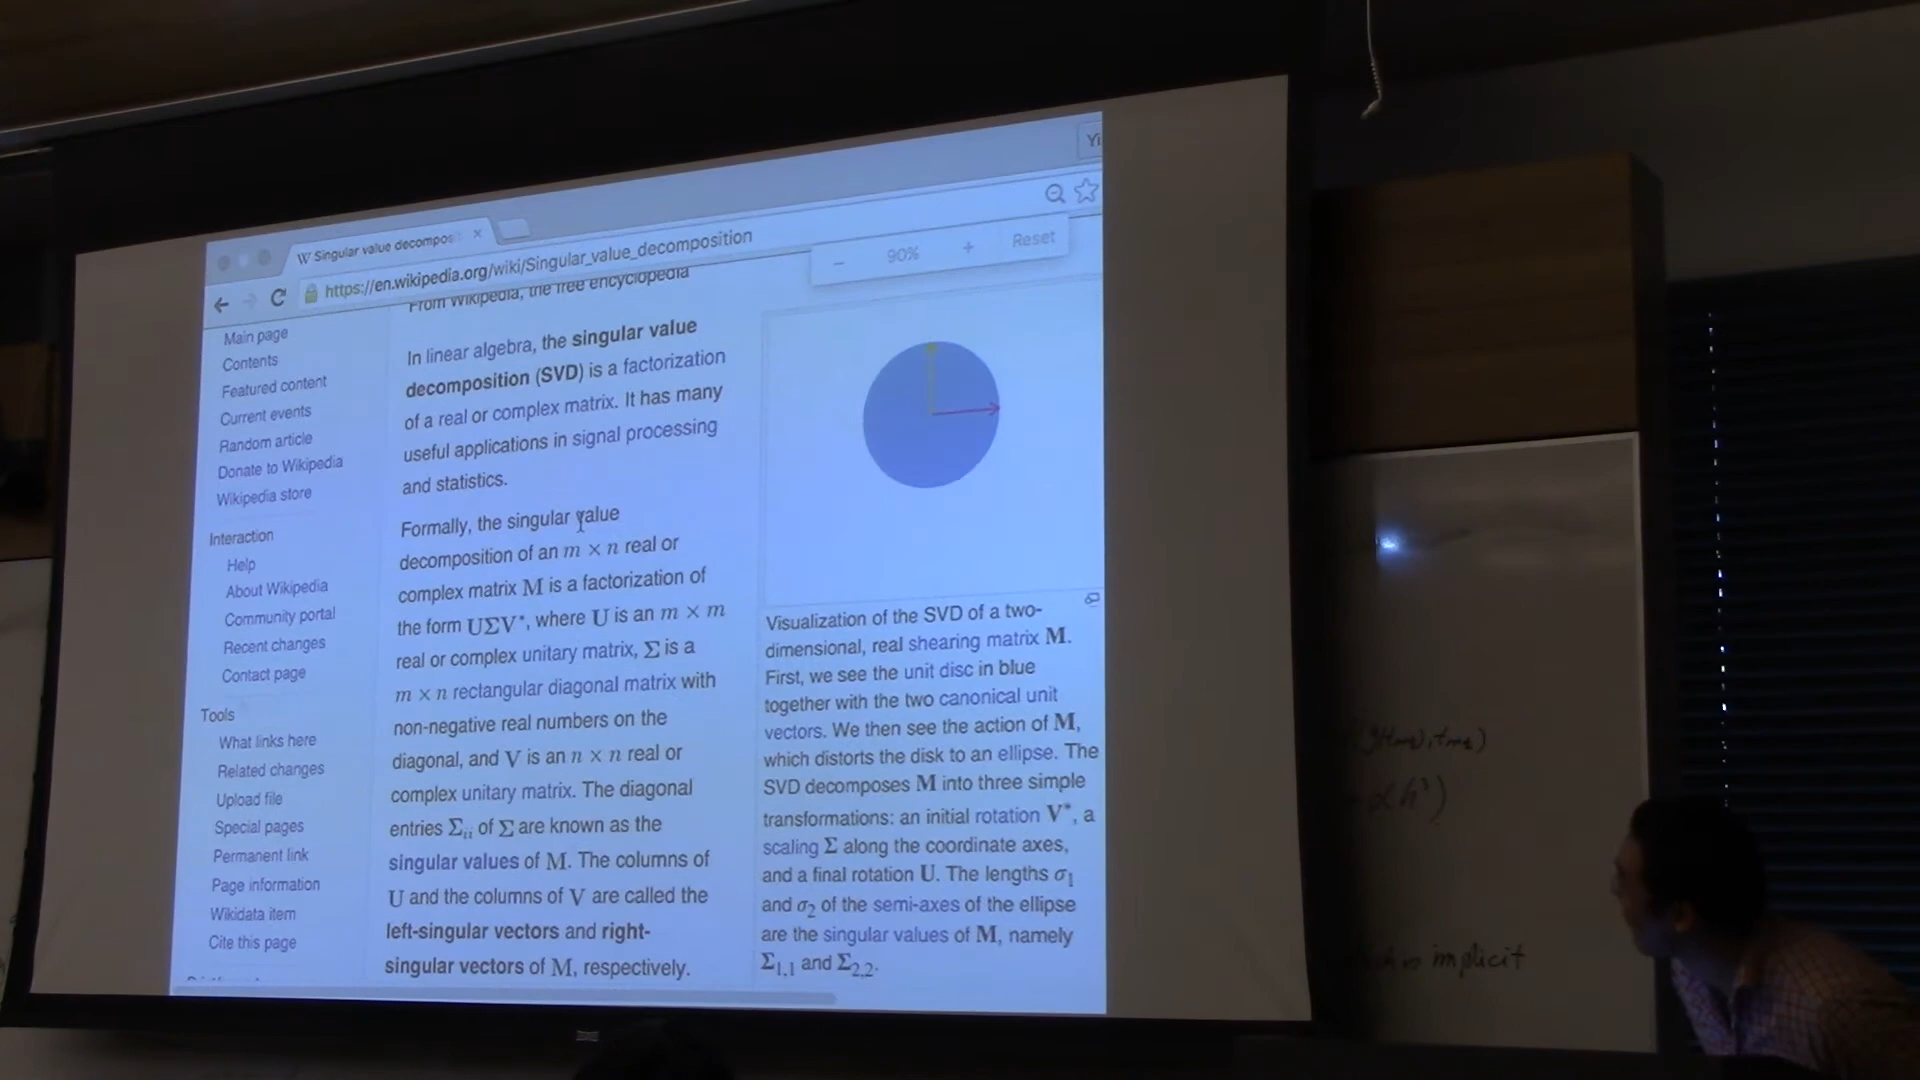 Yi
W Singular value decompos ×
https://en.wikipedia.org/wiki/Singular_value_decomposition
− 90% + Reset
Main page
Contents
Featured content
Current events
Random article
Donate to Wikipedia
Wikipedia store
Interaction
Help
About Wikipedia
Community portal
Recent changes
Contact page
Tools
What links here
Related changes
Upload file
Special pages
Permanent link
Page information
Wikidata item
Cite this page
From Wikipedia, the free encyclopedia
In linear algebra, the singular value
decomposition (SVD) is a factorization
of a real or complex matrix. It has many
useful applications in signal processing
and statistics.
Formally, the singular value
decomposition of an m × n real or
complex matrix M is a factorization of
the form UΣV*, where U is an m × m
real or complex unitary matrix, Σ is a
m × n rectangular diagonal matrix with
non-negative real numbers on the
diagonal, and V is an n × n real or
complex unitary matrix. The diagonal
entries Σii of Σ are known as the
singular values of M. The columns of
U and the columns of V are called the
left-singular vectors and right-
singular vectors of M, respectively.
Visualization of the SVD of a two-
dimensional, real shearing matrix M.
First, we see the unit disc in blue
together with the two canonical unit
vectors. We then see the action of M,
which distorts the disk to an ellipse. The
SVD decomposes M into three simple
transformations: an initial rotation V*, a
scaling Σ along the coordinate axes,
and a final rotation U. The lengths σ1
and σ2 of the semi-axes of the ellipse
are the singular values of M, namely
Σ1,1 and Σ2,2.
implicit